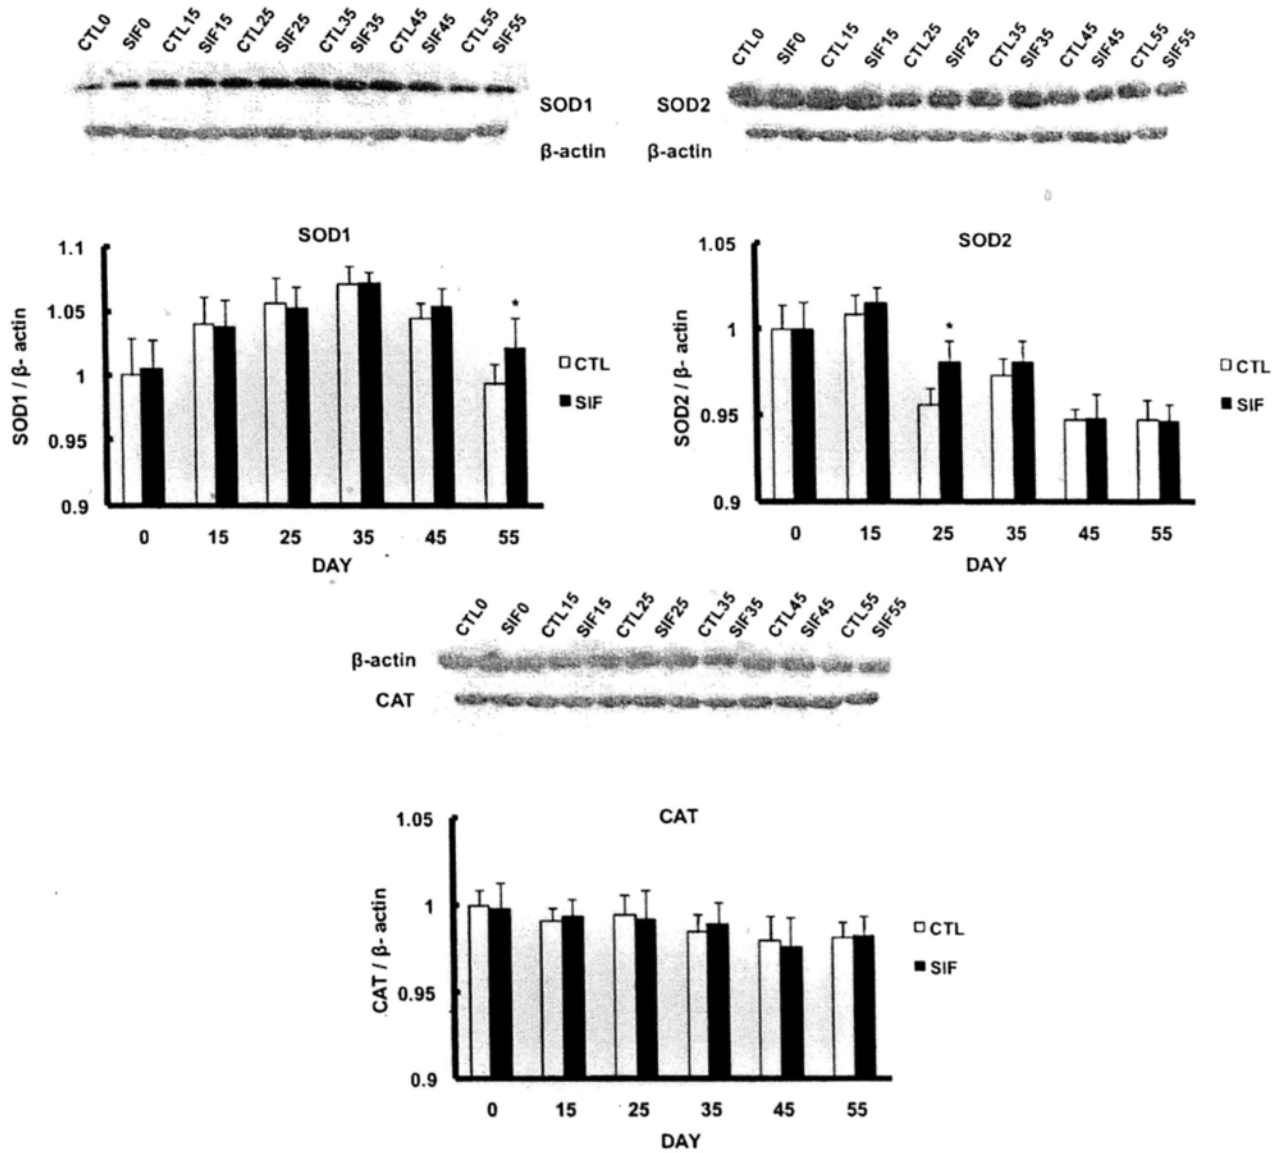 CTL0 SIF0 CTL15 SIF15 CTL25 SIF25 CTL35 SIF35 CTL45 SIF45 CTL55 SIF55
SOD1
β-actin
CTL0 SIF0 CTL15 SIF15 CTL25 SIF25 CTL35 SIF35 CTL45 SIF45 CTL55 SIF55
SOD2
β-actin
SOD1
1.1
1.05
1
0.95
0.9
SOD1 / β- actin
*
CTL
SIF
0 15 25 35 45 55
DAY
SOD2
1.05
1
0.95
0.9
SOD2 / β- actin
*
CTL
SIF
0 15 25 35 45 55
DAY
CTL0 SIF0 CTL15 SIF15 CTL25 SIF25 CTL35 SIF35 CTL45 SIF45 CTL55 SIF55
β-actin
CAT
CAT
1.05
1
0.95
0.9
CAT / β- actin
CTL
SIF
0 15 25 35 45 55
DAY